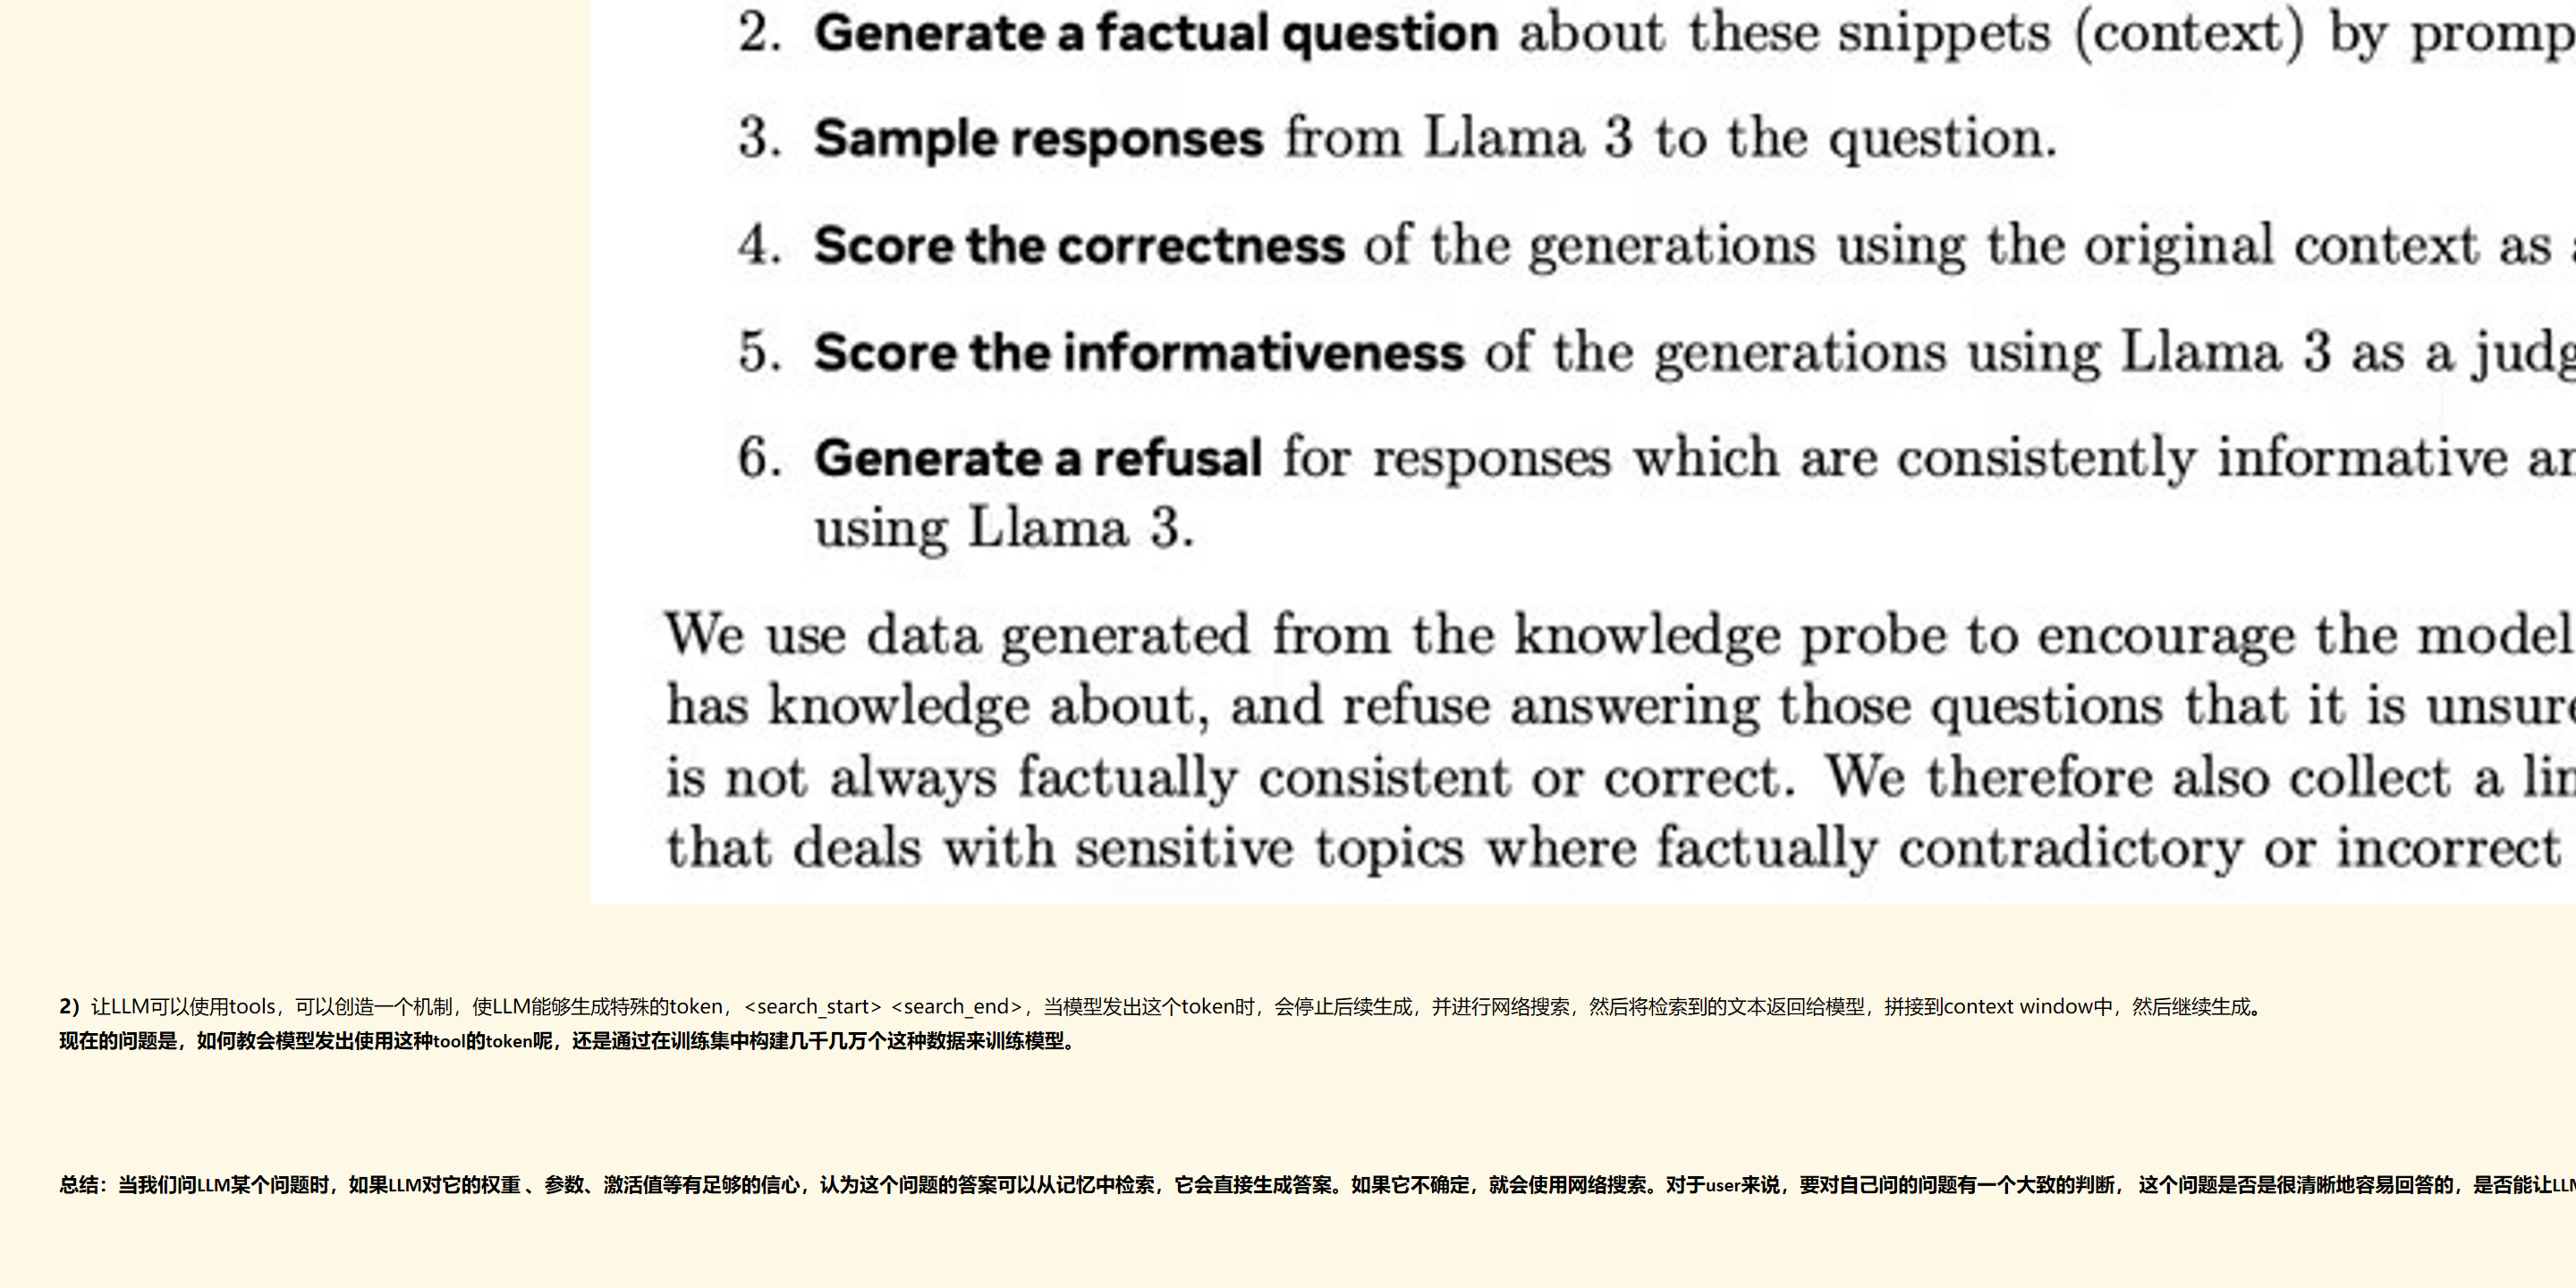 2. Generate a factual question about these snippets (context) by promp
3. Sample responses from Llama 3 to the question.
4. Score the correctness of the generations using the original context as
5. Score the informativeness of the generations using Llama 3 as a judg
6. Generate a refusal for responses which are consistently informative
using Llama 3.
We use data generated from the knowledge probe to encourage the model
has knowledge about, and refuse answering those questions that it is unsure
is not always factually consistent or correct. We therefore also collect a
that deals with sensitive topics where factually contradictory or incorrect
2）让LLM可以使用tools，可以创造一个机制，使LLM能够生成特殊的token，<search_start> <search_end>，当模型发出这个token时，会停止后续生成，并进行网络搜索，然后将检索到的文本返回给模型，拼接到context window中，然后继续生成。
现在的问题是，如何教会模型发出使用这种tool的token呢，还是通过在训练集中构建几千几万个这种数据来训练模型。
总结：当我们问LLM某个问题时，如果LLM对它的权重 、参数、激活值等有足够的信心，认为这个问题的答案可以从记忆中检索，它会直接生成答案。如果它不确定，就会使用网络搜索。对于user来说，要对自己问的问题有一个大致的判断， 这个问题是否是很清晰地容易回答的，是否能让LLM